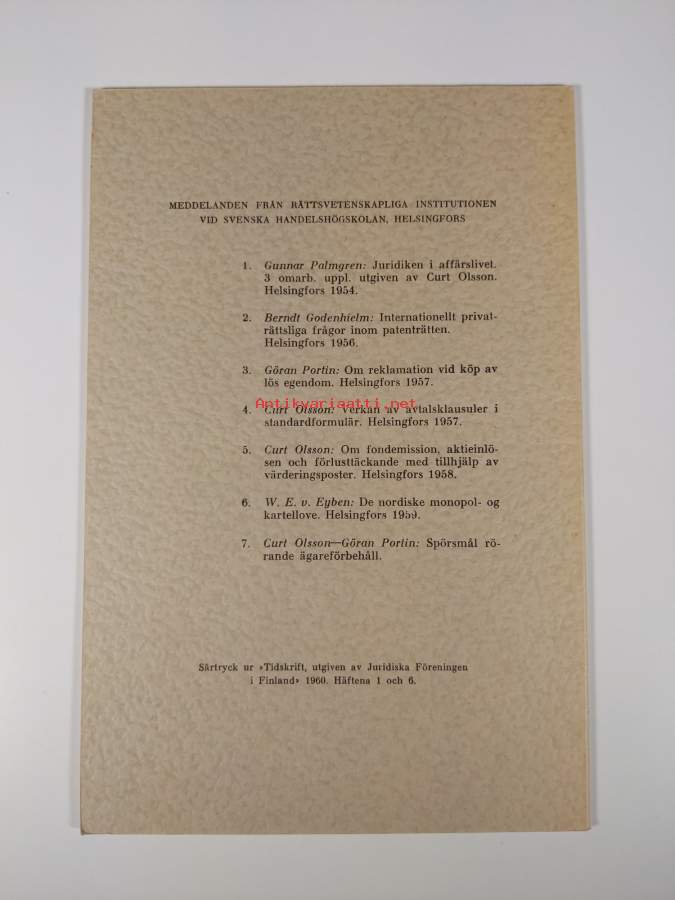 MEDDELANDEN FRÅN RÄTTSVETENSKAPLIGA INSTITUTIONEN
VID SVENSKA HANDELSHÖGSKOLAN, HELSINGFORS
1. Gunnar Palmgren: Juridiken i affärslivet.
3 omarb. uppl. utgiven av Curt Olsson.
Helsingfors 1954.
2. Berndt Godenhielm: Internationellt privat-
rättsliga frågor inom patenträtten.
Helsingfors 1956.
3. Göran Portin: Om reklamation vid köp av
lös egendom. Helsingfors 1957.
Antikvariaatti.net
4. Curt Olsson: Verkan av avtalsklausuler i
standardformulär. Helsingfors 1957.
5. Curt Olsson: Om fondemission, aktieinlö-
sen och förlusttäckande med tillhjälp av
värderingsposter. Helsingfors 1958.
6. W. E. v. Eyben: De nordiske monopol- og
kartellove. Helsingfors 1959.
7. Curt Olsson—Göran Portin: Spörsmål rö-
rande ägareförbehåll.
Särtryck ur »Tidskrift, utgiven av Juridiska Föreningen
i Finland» 1960. Häftena 1 och 6.